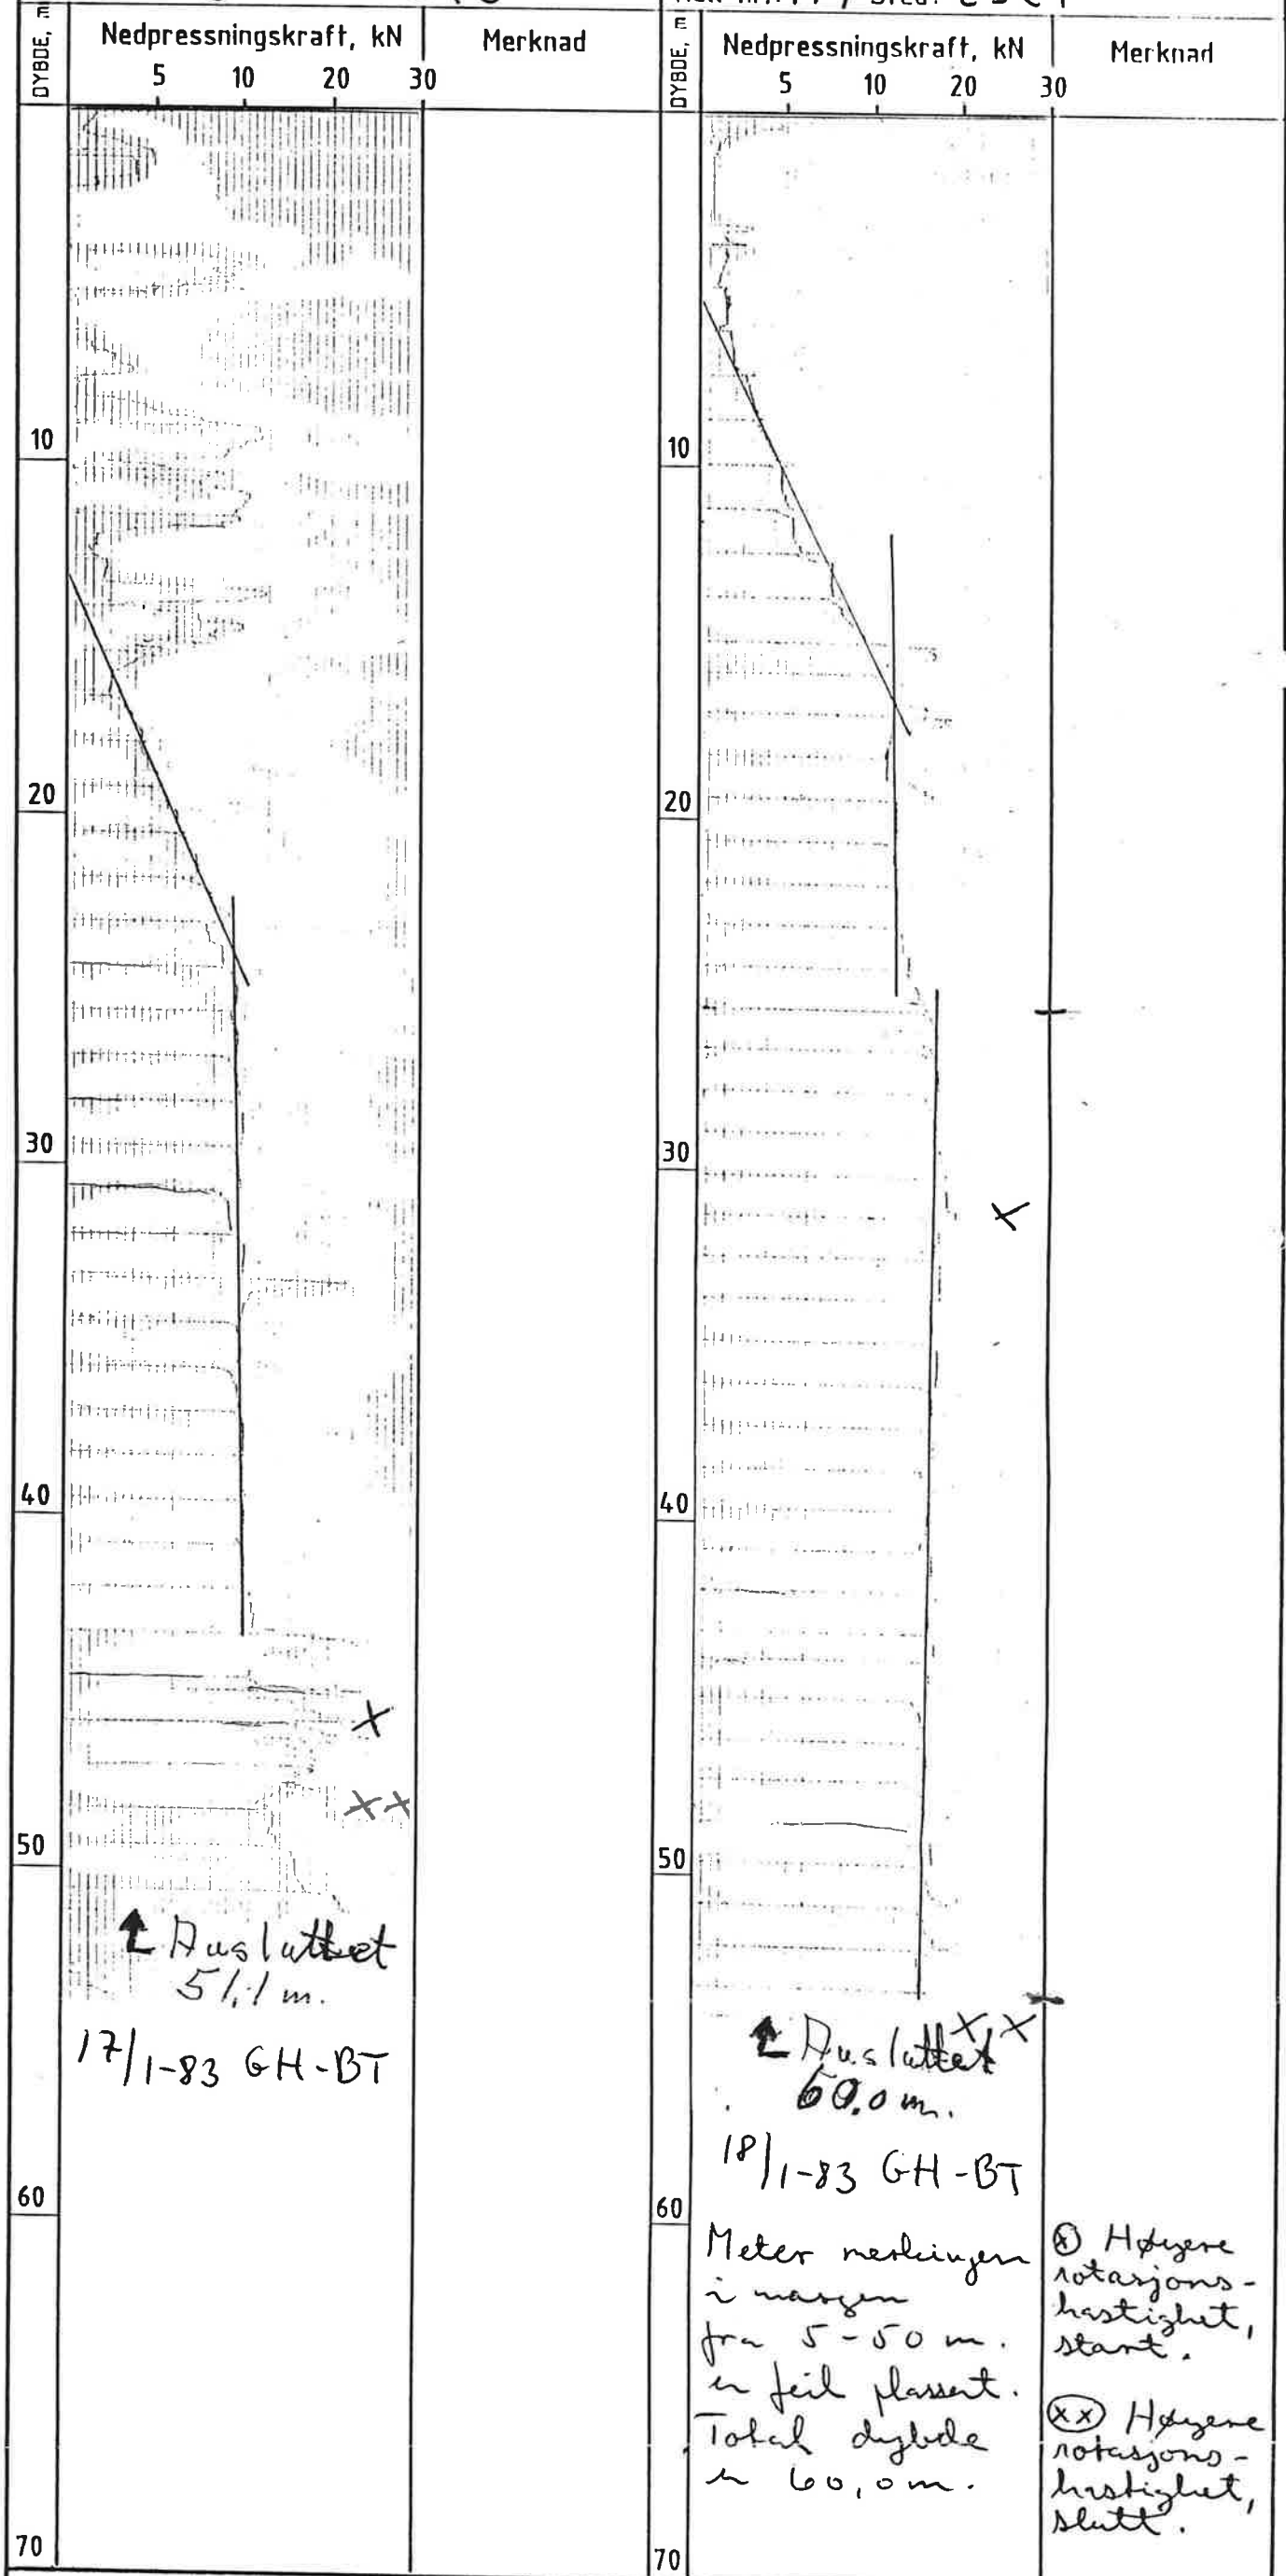 DYBDE, m
Nedpressningskraft, kN
Merknad
5 10 20 30
10
20
30
40
50
60
70
X
XX
Avsluttet
51,1 m.
17/1-83 GH-BT
DYBDE, m
Nedpressningskraft, kN
Merknad
5 10 20 30
10
20
30
40
50
60
70
X
XX
Avsluttet
60,0 m.
18/1-83 GH-BT
Meter merkingen
i margen
fra 5-50 m.
er feil plassert.
Total dybde
er 60,0 m.
(x) Høyere
rotasjons-
hastighet,
start.
(xx) Høyere
rotasjons-
hastighet,
slutt.